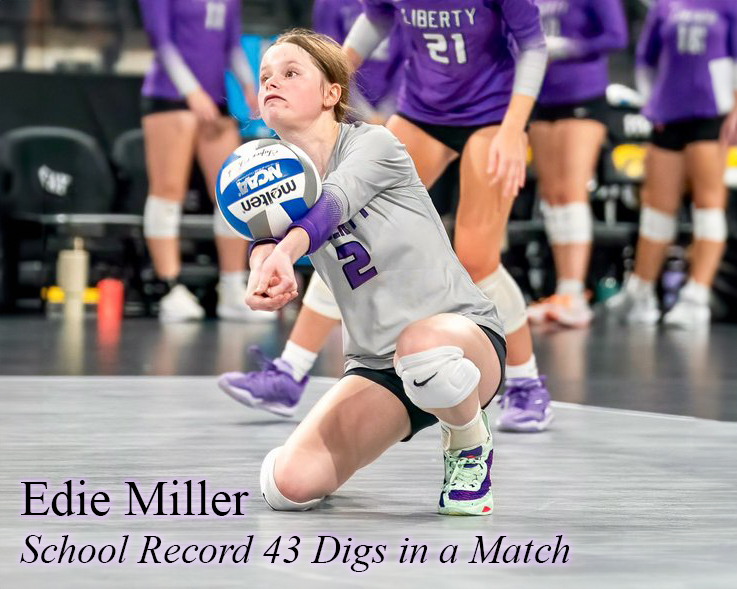 LIBERTY
21
NCAA
molten
2
Edie Miller
School Record 43 Digs in a Match